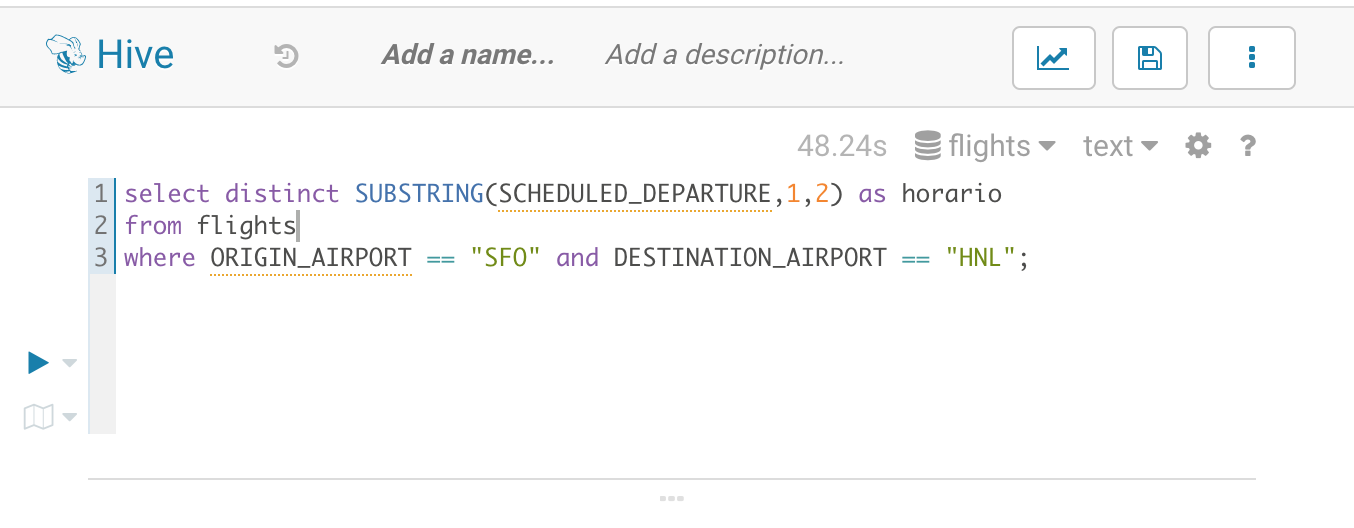 Hive Add a name... Add a description...
48.24s flights text ?
1 select distinct SUBSTRING(SCHEDULED_DEPARTURE,1,2) as horario
2 from flights
3 where ORIGIN_AIRPORT == "SFO" and DESTINATION_AIRPORT == "HNL";